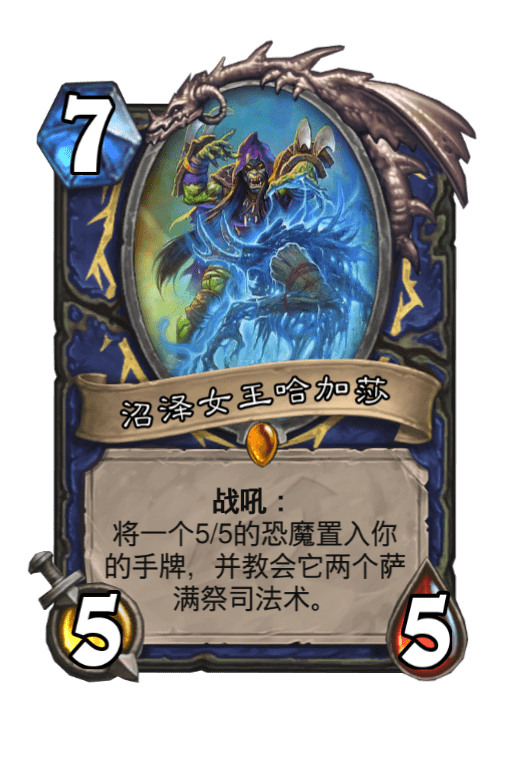 7
沼泽女王哈加莎
战吼：
将一个5/5的恐魔置入你
的手牌，并教会它两个萨
满祭司法术。
5
5